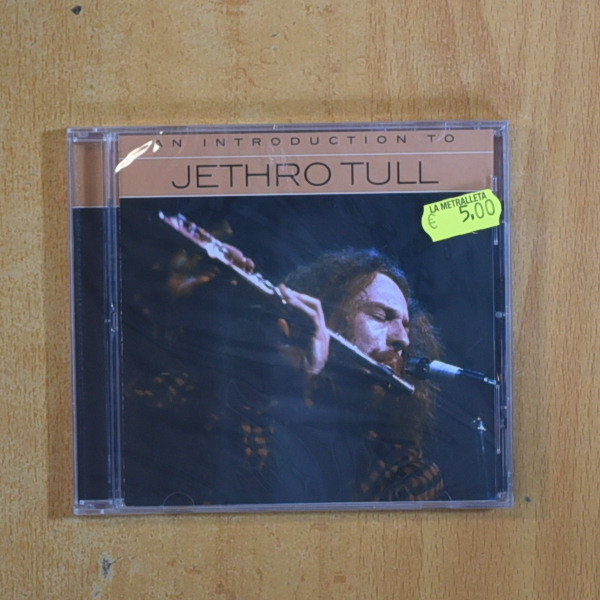 AN INTRODUCTION TO
JETHRO TULL
LA METRALLETA
€ 5,00